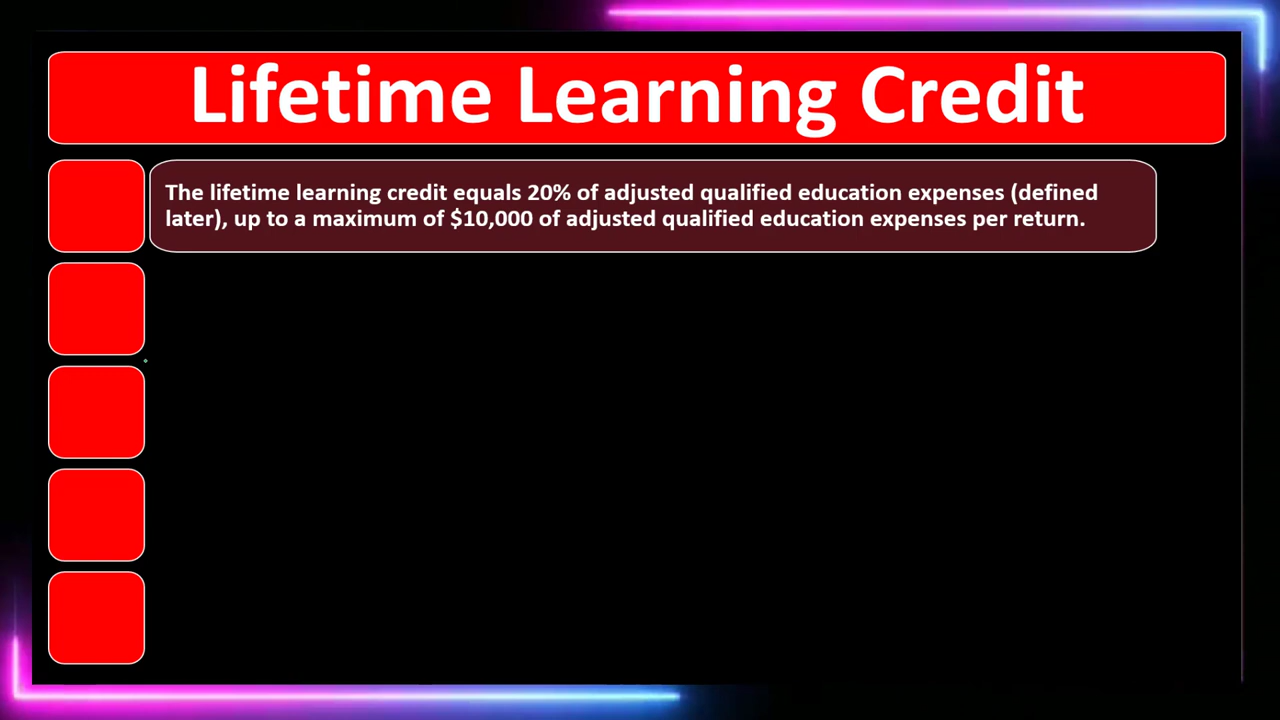 Lifetime Learning Credit
The lifetime learning credit equals 20% of adjusted qualified education expenses (defined
later), up to a maximum of $10,000 of adjusted qualified education expenses per return.